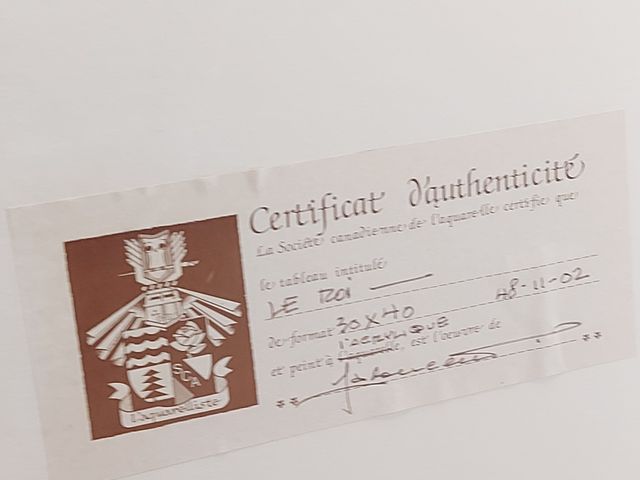 Certificat d'authenticité
La Société canadienne de l'aquarelle certifie que
le tableau intitulé
LE ROI
48-11-02
de format 30X40
l'ACRYLIQUE
et peint à l'aquarelle, est l'oeuvre de
** **
SCA
L'aquarelliste